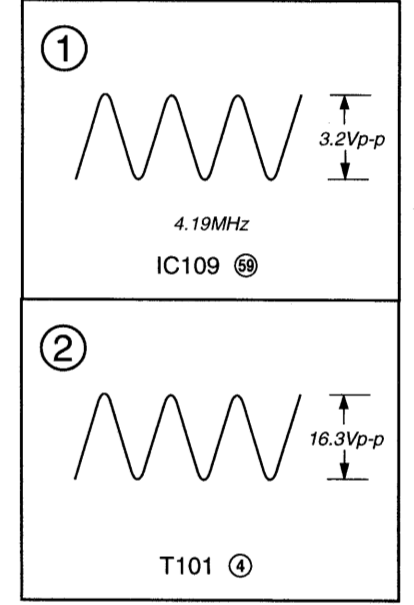 ①
3.2Vp-p
4.19MHz
IC109 ㊾
②
16.3Vp-p
T101 ④